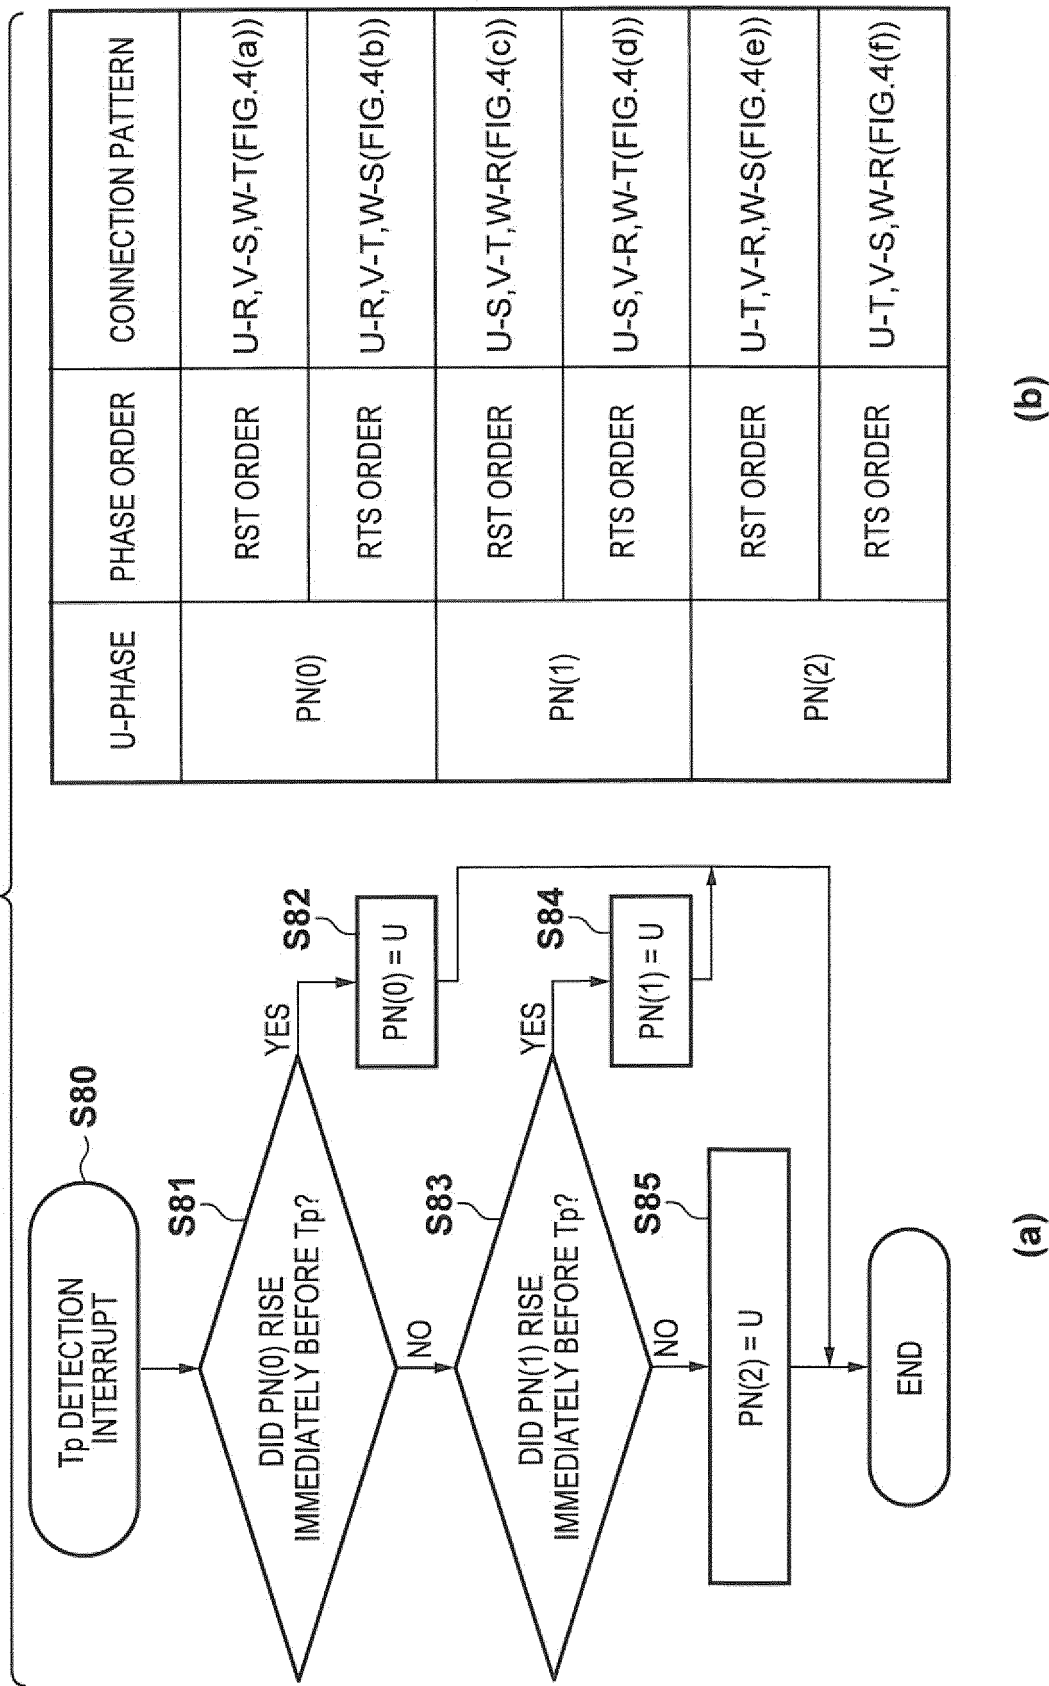 Tp DETECTION
INTERRUPT
S80
DID PN(0) RISE
IMMEDIATELY BEFORE Tp?
S81
YES
NO
PN(0) = U
S82
DID PN(1) RISE
IMMEDIATELY BEFORE Tp?
S83
YES
NO
PN(1) = U
S84
PN(2) = U
S85
END
(a)
U-PHASE PHASE ORDER CONNECTION PATTERN
PN(0) RST ORDER U-R,V-S,W-T(FIG.4(a))
RTS ORDER U-R,V-T,W-S(FIG.4(b))
PN(1) RST ORDER U-S,V-T,W-R(FIG.4(c))
RTS ORDER U-S,V-R,W-T(FIG.4(d))
PN(2) RST ORDER U-T,V-R,W-S(FIG.4(e))
RTS ORDER U-T,V-S,W-R(FIG.4(f))
(b)